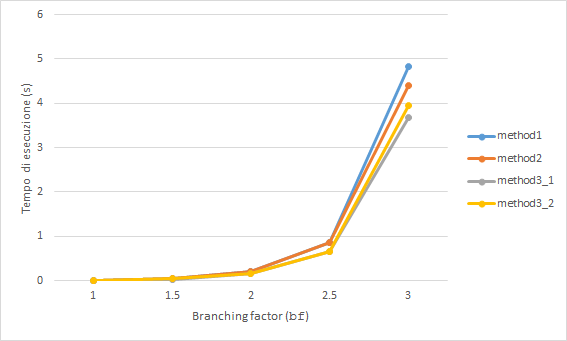 6
5
4
3
2
1
0
Tempo di esecuzione (s)
1 1.5 2 2.5 3
Branching factor (bf)
method1
method2
method3_1
method3_2